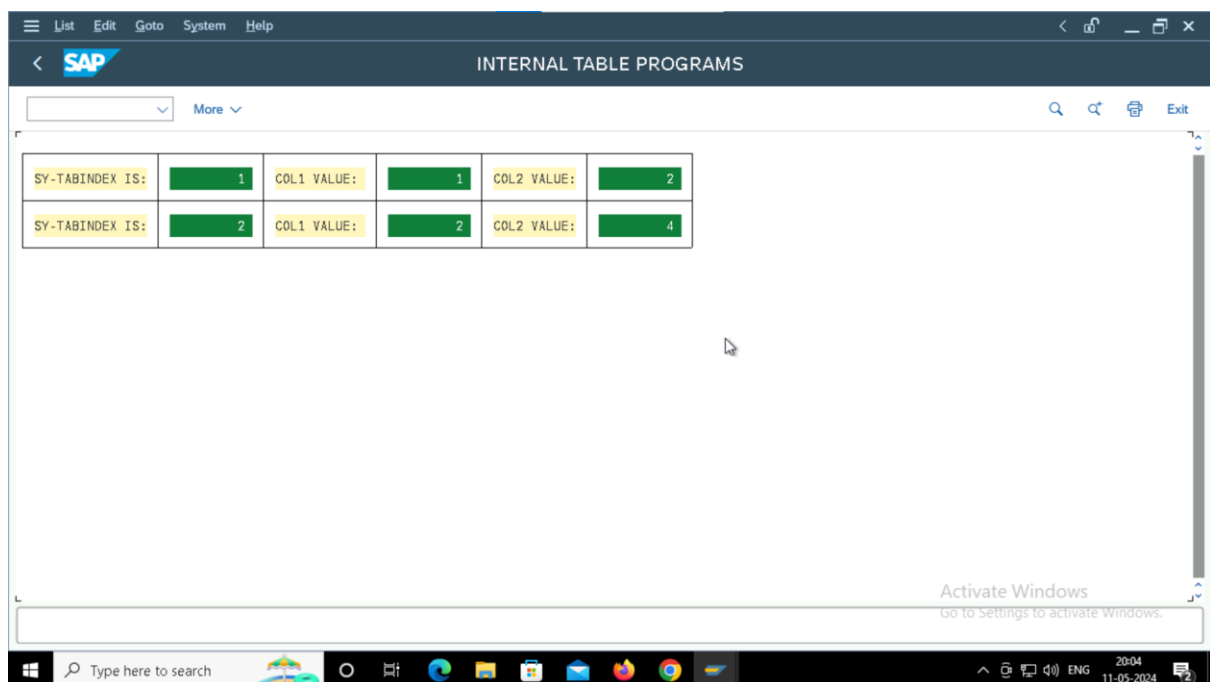 List Edit Goto System Help
SAP INTERNAL TABLE PROGRAMS
More Exit
SY-TABINDEX IS: 1 COL1 VALUE: 1 COL2 VALUE: 2
SY-TABINDEX IS: 2 COL1 VALUE: 2 COL2 VALUE: 4
Activate Windows
Go to Settings to activate Windows.
Type here to search ENG 20:04
11-05-2024 2